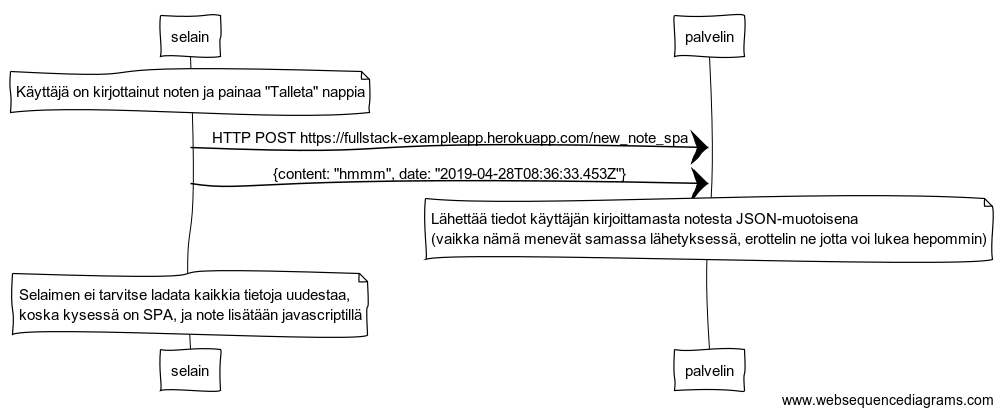 selain
palvelin
Käyttäjä on kirjottainut noten ja painaa "Talleta" nappia
HTTP POST https://fullstack-exampleapp.herokuapp.com/new_note_spa
{content: "hmmm", date: "2019-04-28T08:36:33.453Z"}
Lähettää tiedot käyttäjän kirjoittamasta notesta JSON-muotoisena
(vaikka nämä menevät samassa lähetyksessä, erottelin ne jotta voi lukea hepommin)
Selaimen ei tarvitse ladata kaikkia tietoja uudestaa,
koska kysessä on SPA, ja note lisätään javascriptillä
selain
palvelin
www.websequencediagrams.com